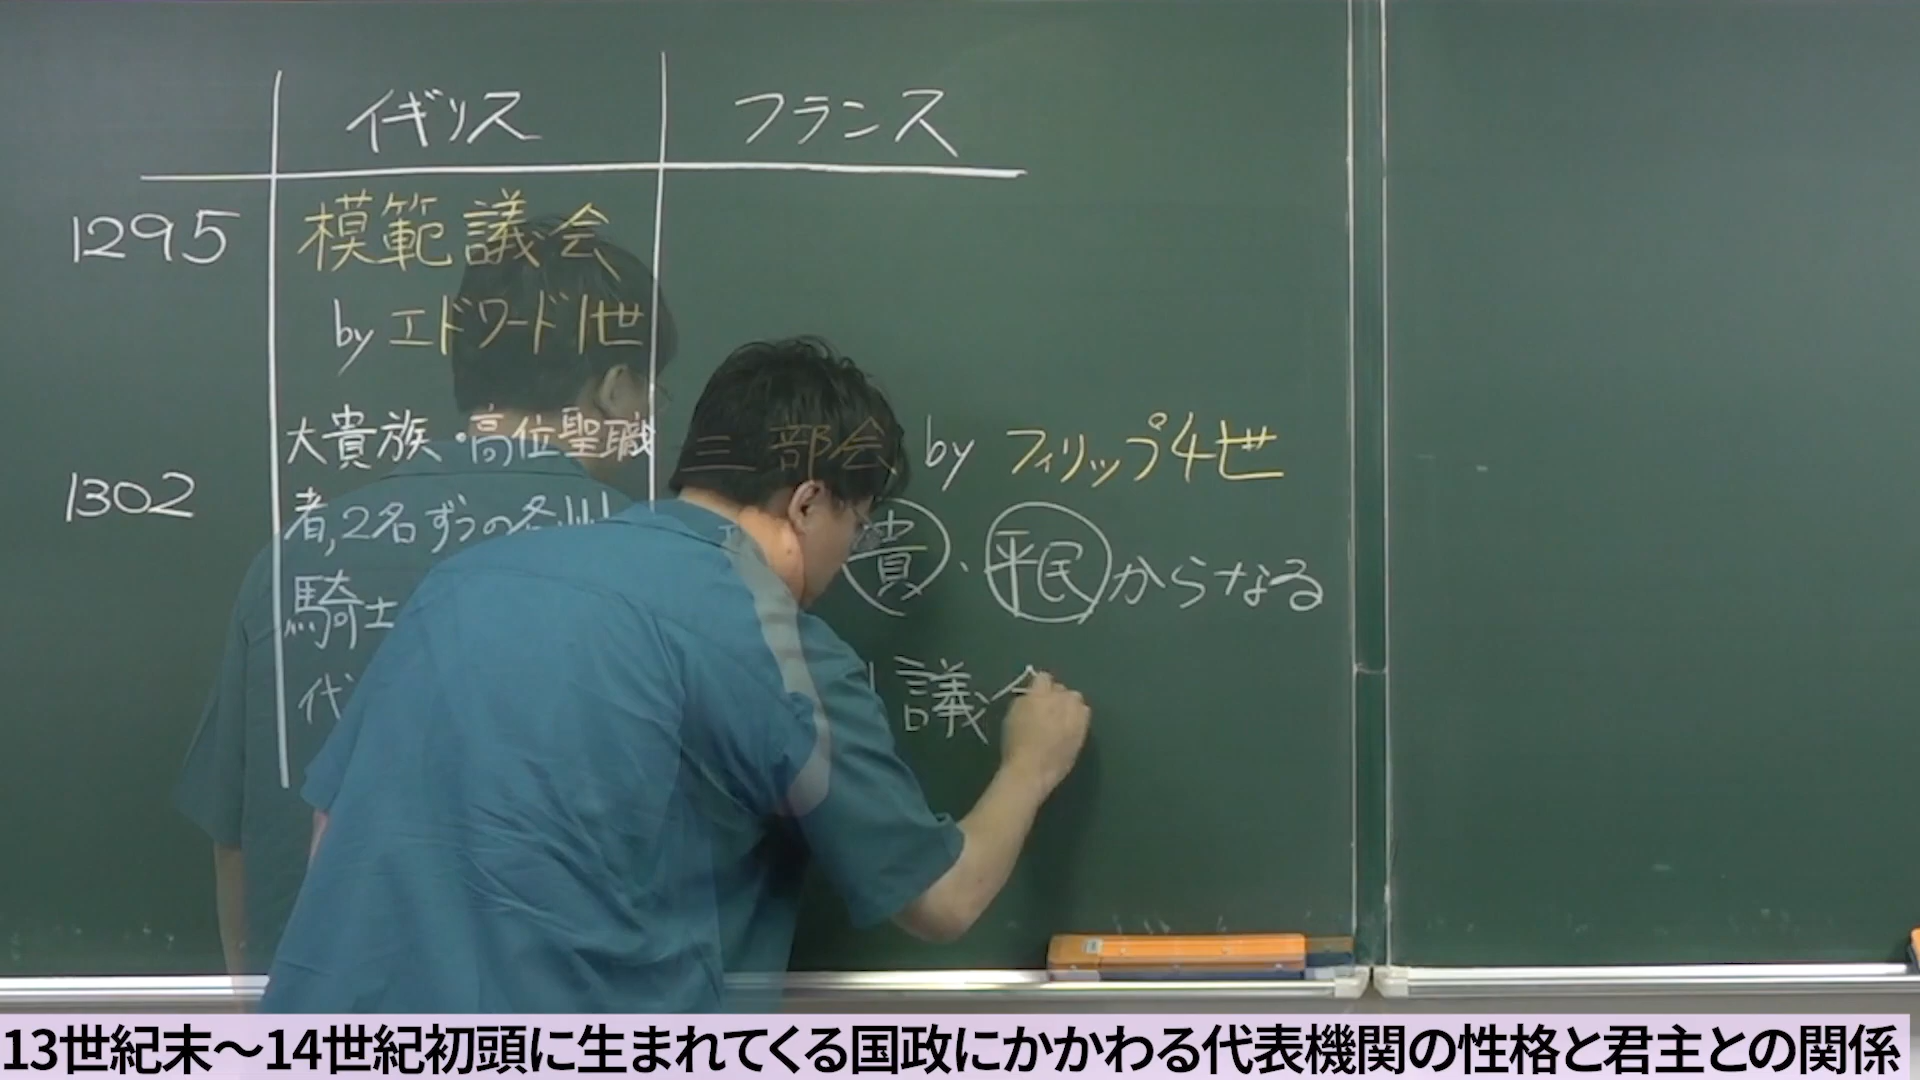 イギリス
フランス
1295
模範議会
by エドワード1世
大貴族・高位聖職
者,2名ずつの各州
騎士
代
1302
三部会 by フィリップ4世
貴・平民からなる
議会
13世紀末〜14世紀初頭に生まれてくる国政にかかわる代表機関の性格と君主との関係